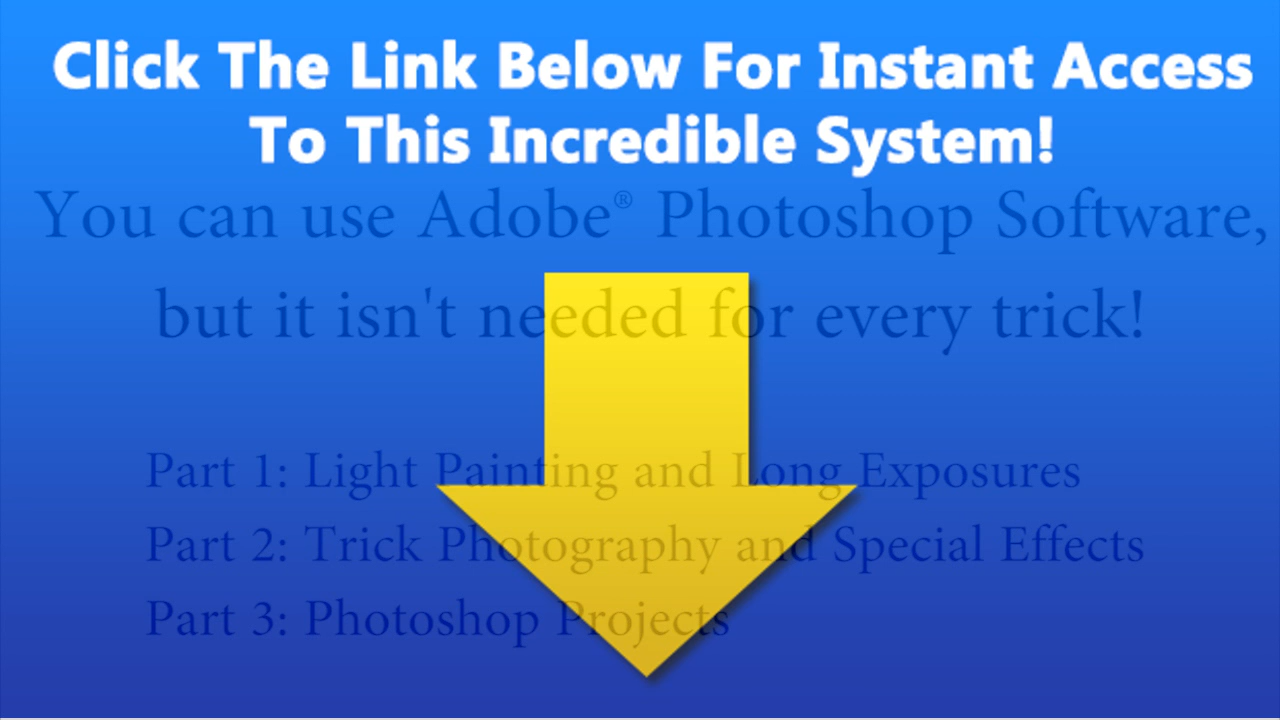 Click The Link Below For Instant Access
To This Incredible System!
You can use Adobe® Photoshop Software,
but it isn't needed for every trick!
Part 1: Light Painting and Long Exposures
Part 2: Trick Photography and Special Effects
Part 3: Photoshop Projects